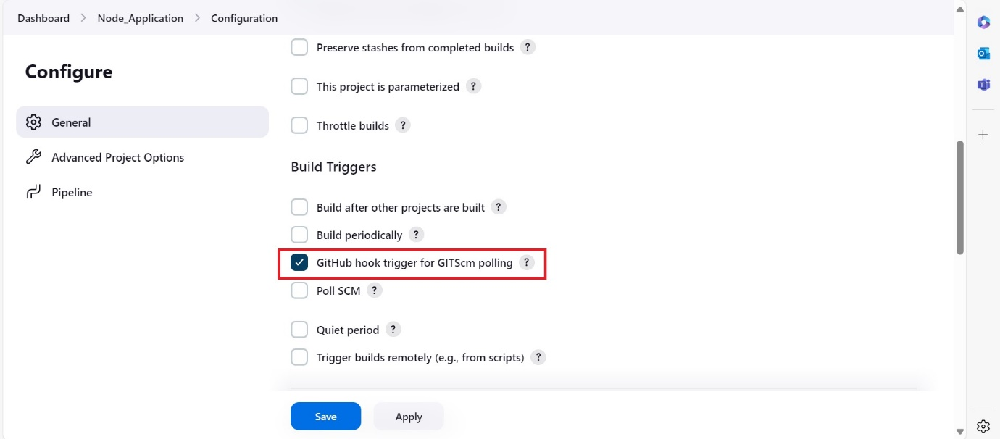 Dashboard > Node_Application > Configuration
Configure
General
Advanced Project Options
Pipeline
Preserve stashes from completed builds ?
This project is parameterized ?
Throttle builds ?
Build Triggers
Build after other projects are built ?
Build periodically ?
GitHub hook trigger for GITScm polling ?
Poll SCM ?
Quiet period ?
Trigger builds remotely (e.g., from scripts) ?
Save Apply